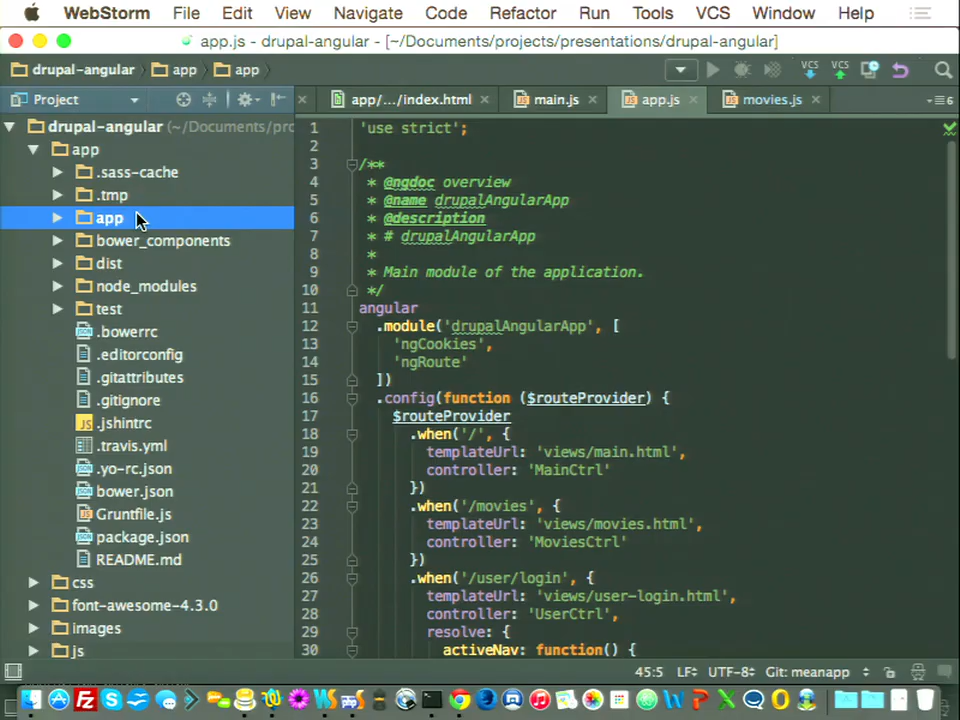 WebStorm File Edit View Navigate Code Refactor Run Tools VCS Window Help
app.js - drupal-angular - [~/Documents/projects/presentations/drupal-angular]
drupal-angular app app VCS VCS
Project app/.../index.html main.js app.js movies.js 6
drupal-angular (~/Documents/pro
app
.sass-cache
.tmp
app
bower_components
dist
node_modules
test
.bowerrc
.editorconfig
.gitattributes
.gitignore
.jshintrc
.travis.yml
.yo-rc.json
bower.json
Gruntfile.js
package.json
README.md
css
font-awesome-4.3.0
images
js
1 'use strict';
2
3 /**
4 * @ngdoc overview
5 * @name drupalAngularApp
6 * @description
7 * # drupalAngularApp
8 *
9 * Main module of the application.
10 */
11 angular
12 .module('drupalAngularApp', [
13 'ngCookies',
14 'ngRoute'
15 ])
16 .config(function ($routeProvider) {
17 $routeProvider
18 .when('/', {
19 templateUrl: 'views/main.html',
20 controller: 'MainCtrl'
21 })
22 .when('/movies', {
23 templateUrl: 'views/movies.html',
24 controller: 'MoviesCtrl'
25 })
26 .when('/user/login', {
27 templateUrl: 'views/user-login.html',
28 controller: 'UserCtrl',
29 resolve: {
30 activeNav: function() {
45:5 LF÷ UTF-8÷ Git: meanapp